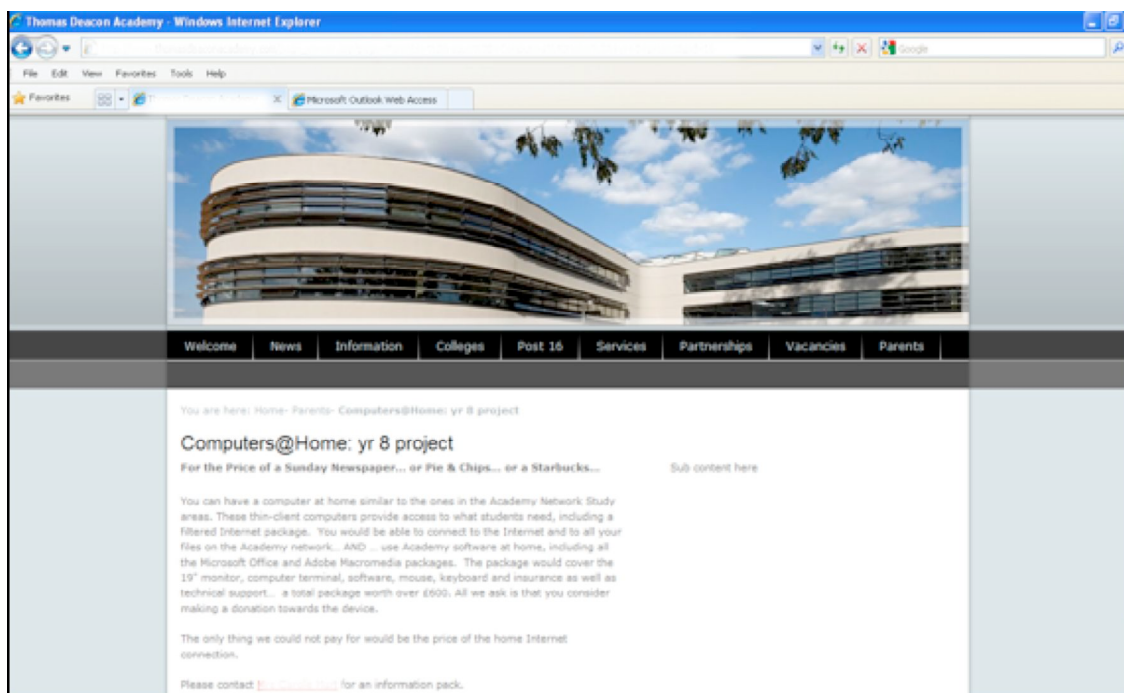 Thomas Deacon Academy - Windows Internet Explorer
Google
File Edit View Favorites Tools Help
Favorites
Microsoft Outlook Web Access
Welcome News Information Colleges Post 16 Services Partnerships Vacancies Parents
You are here: Home- Parents- Computers@Home: yr 8 project
Computers@Home: yr 8 project
For the Price of a Sunday Newspaper... or Pie & Chips... or a Starbucks...
Sub content here
You can have a computer at home similar to the ones in the Academy Network Study
areas. These thin-client computers provide access to what students need, including a
filtered Internet package. You would be able to connect to the Internet and to all your
files on the Academy network... AND ... use Academy software at home, including all
the Microsoft Office and Adobe Macromedia packages. The package would cover the
19" monitor, computer terminal, software, mouse, keyboard and insurance as well as
technical support... a total package worth over £600. All we ask is that you consider
making a donation towards the device.
The only thing we could not pay for would be the price of the home Internet
connection.
Please contact for an information pack.